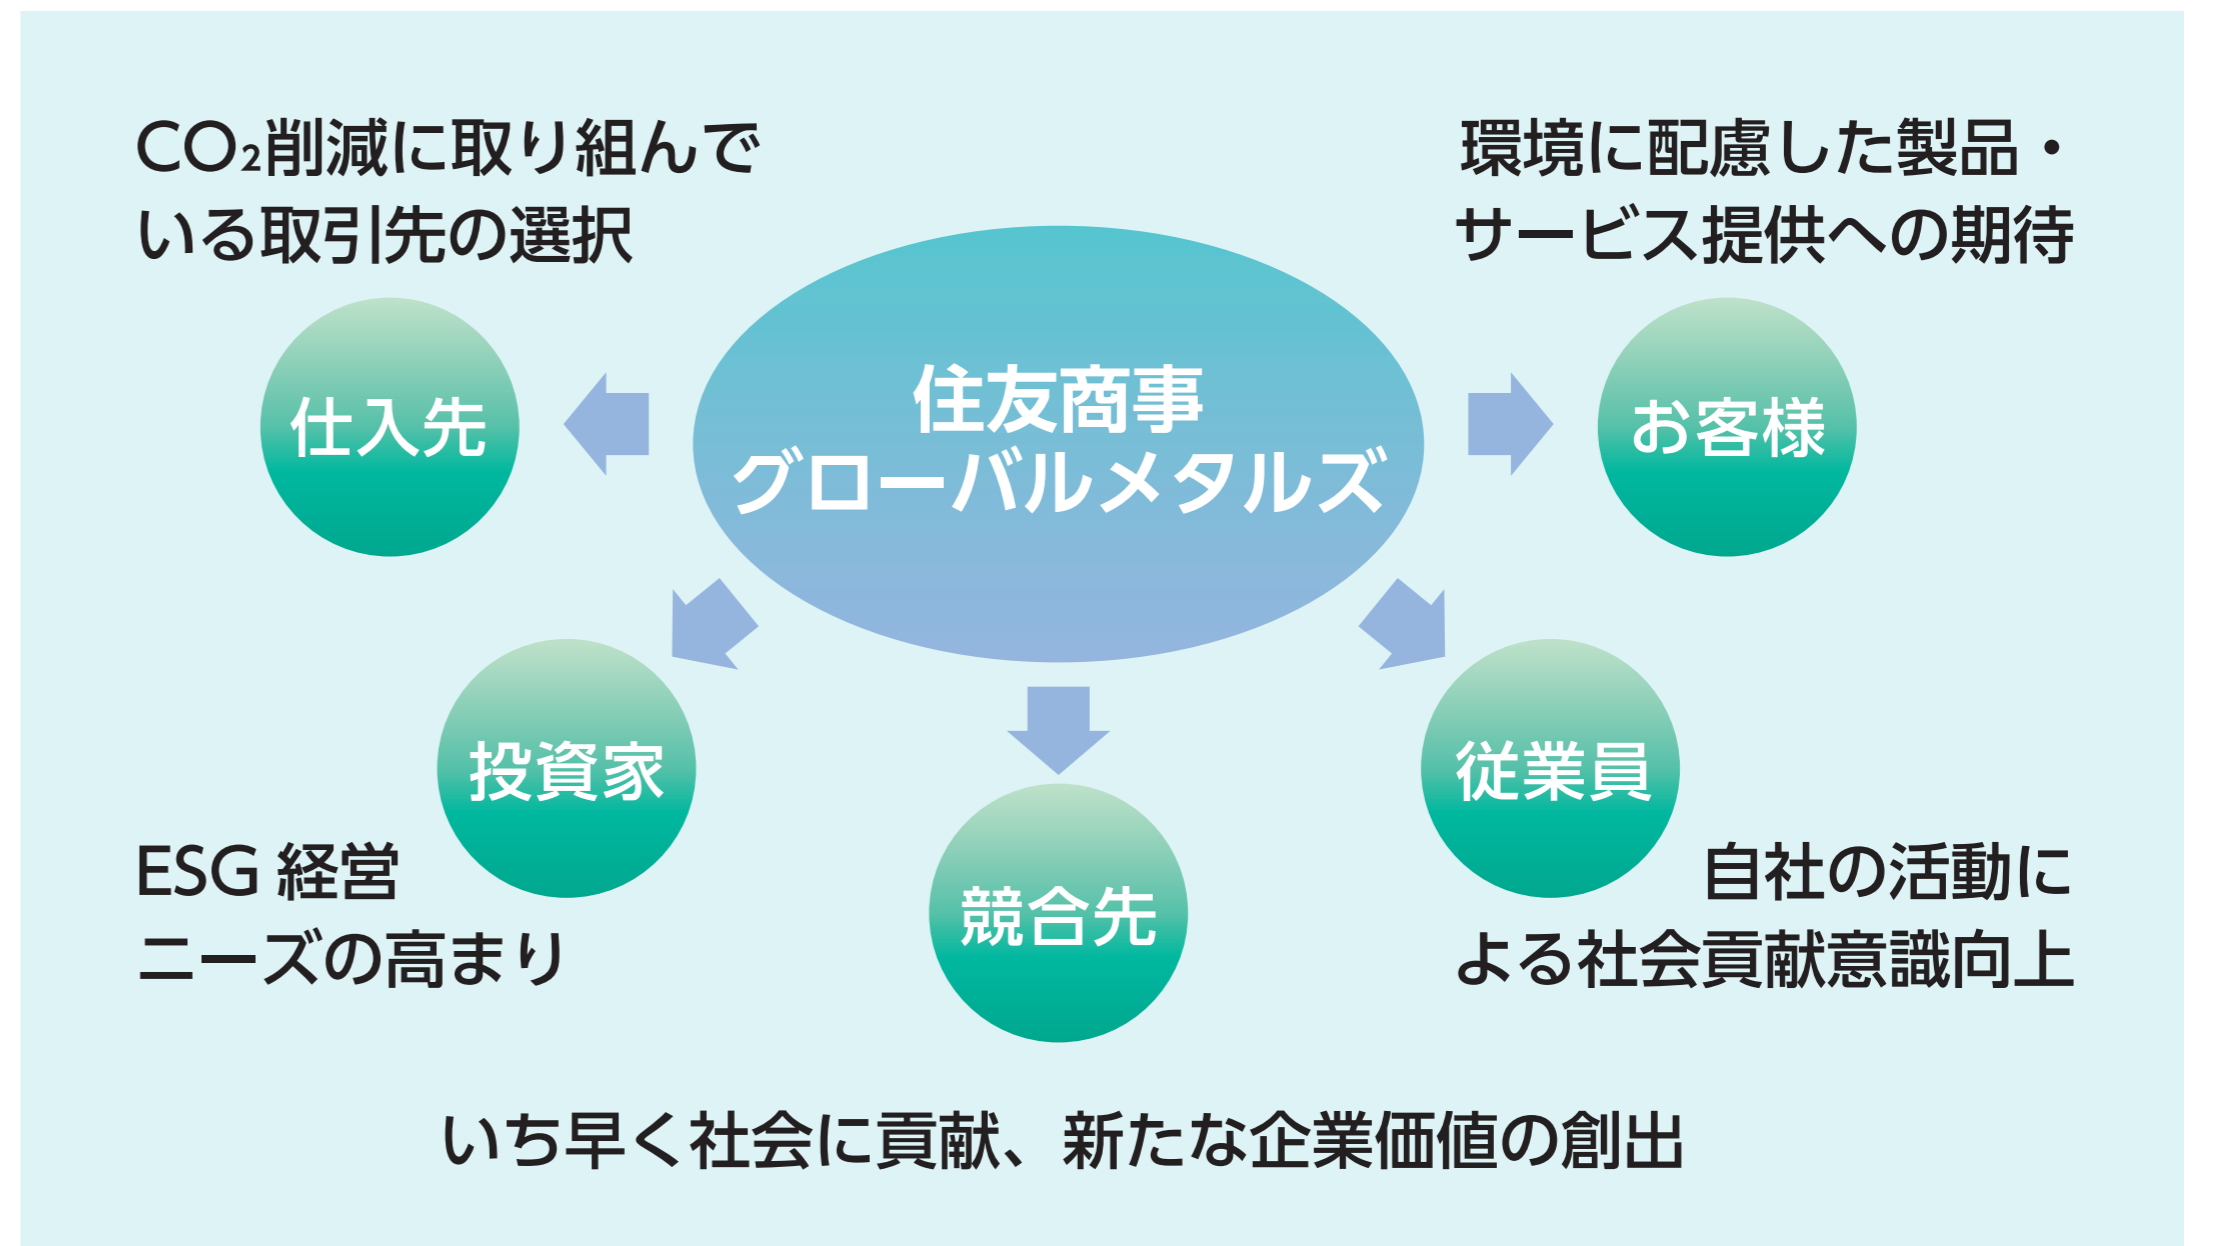 CO₂削減に取り組んで
いる取引先の選択
環境に配慮した製品・
サービス提供への期待
住友商事
グローバルメタルズ
仕入先
お客様
投資家
従業員
競合先
ESG 経営
ニーズの高まり
自社の活動に
よる社会貢献意識向上
いち早く社会に貢献、新たな企業価値の創出